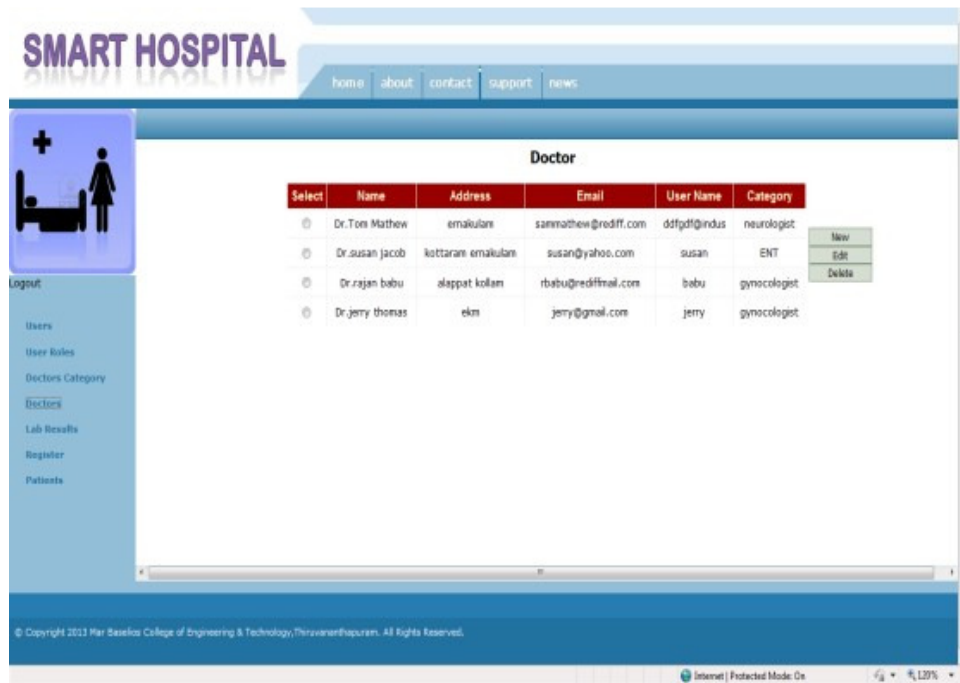 SMART HOSPITAL
home about contact support news
Doctor
Select Name Address Email User Name Category
Dr.Tom Mathew ernakulam sammathew@rediff.com ddfgdf@indus neurologist
Dr.susan jacob kottaram ernakulam susan@yahoo.com susan ENT
Dr.rajan babu alappat kollam rbabu@rediffmail.com babu gynocologist
Dr.jerry thomas ekm jerry@gmail.com jerry gynocologist
New
Edit
Delete
Logout
Users
User Roles
Doctors Category
Doctors
Lab Results
Register
Patients
© Copyright 2013 Mar Baselios College of Engineering & Technology,Thiruvananthapuram. All Rights Reserved.
Internet | Protected Mode: On 120%